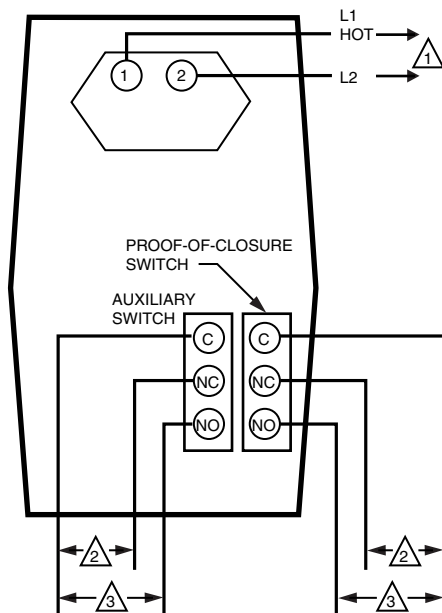 L1
HOT
1
1
2
L2
PROOF-OF-CLOSURE
SWITCH
AUXILIARY
SWITCH
C
C
NC
NC
NO
NO
2
2
3
3